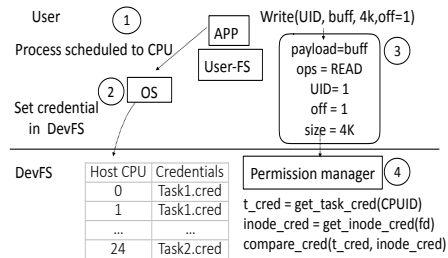 User
1
Process scheduled to CPU
APP
User-FS
2
OS
Set credential
in DevFS
Write(UID, buff, 4k,off=1)
payload=buff
ops = READ
UID= 1
off = 1
size = 4K
3
DevFS
Host CPU Credentials
0 Task1.cred
1 Task1.cred
... ...
24 Task2.cred
Permission manager
4
t_cred = get_task_cred(CPUID)
inode_cred = get_inode_cred(fd)
compare_cred(t_cred, inode_cred)